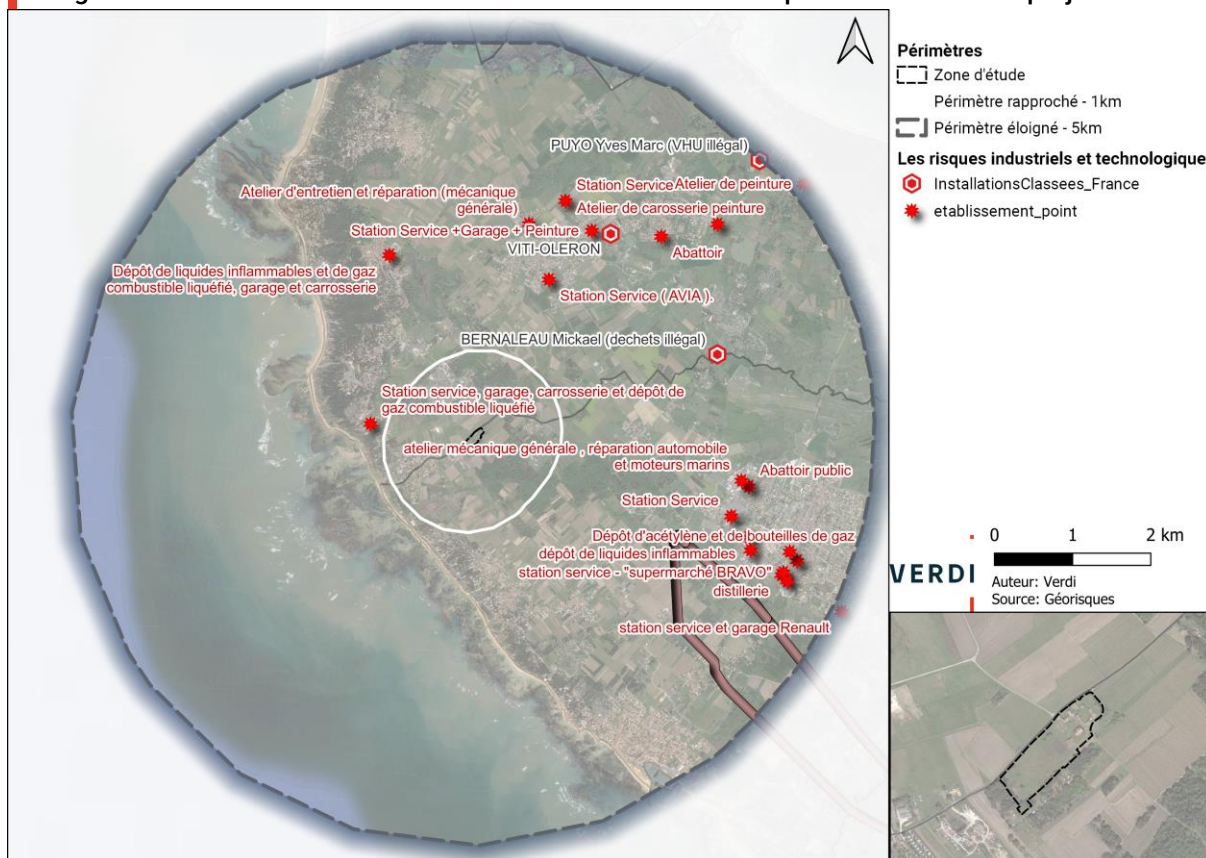 PUYO Yves Marc (VHU illégal)
Atelier d'entretien et réparation (mécanique
générale)
Station Service
Atelier de peinture
Atelier de carosserie peinture
Station Service +Garage + Peinture
VITI-OLERON
Abattoir
Dépôt de liquides inflammables et de gaz
combustible liquéfié, garage et carrosserie
Station Service ( AVIA ).
BERNALEAU Mickael (dechets illégal)
Station service, garage, carrosserie et dépôt de
gaz combustible liquéfié
atelier mécanique générale , réparation automobile
et moteurs marins
Abattoir public
Station Service
Dépôt d'acétylène et de bouteilles de gaz
dépôt de liquides inflammables
station service - "supermarché BRAVO"
distillerie
station service et garage Renault
Périmètres
Zone d'étude
Périmètre rapproché - 1km
Périmètre éloigné - 5km
Les risques industriels et technologique
InstallationsClassees_France
etablissement_point
0 1 2 km
VERDI
Auteur: Verdi
Source: Géorisques